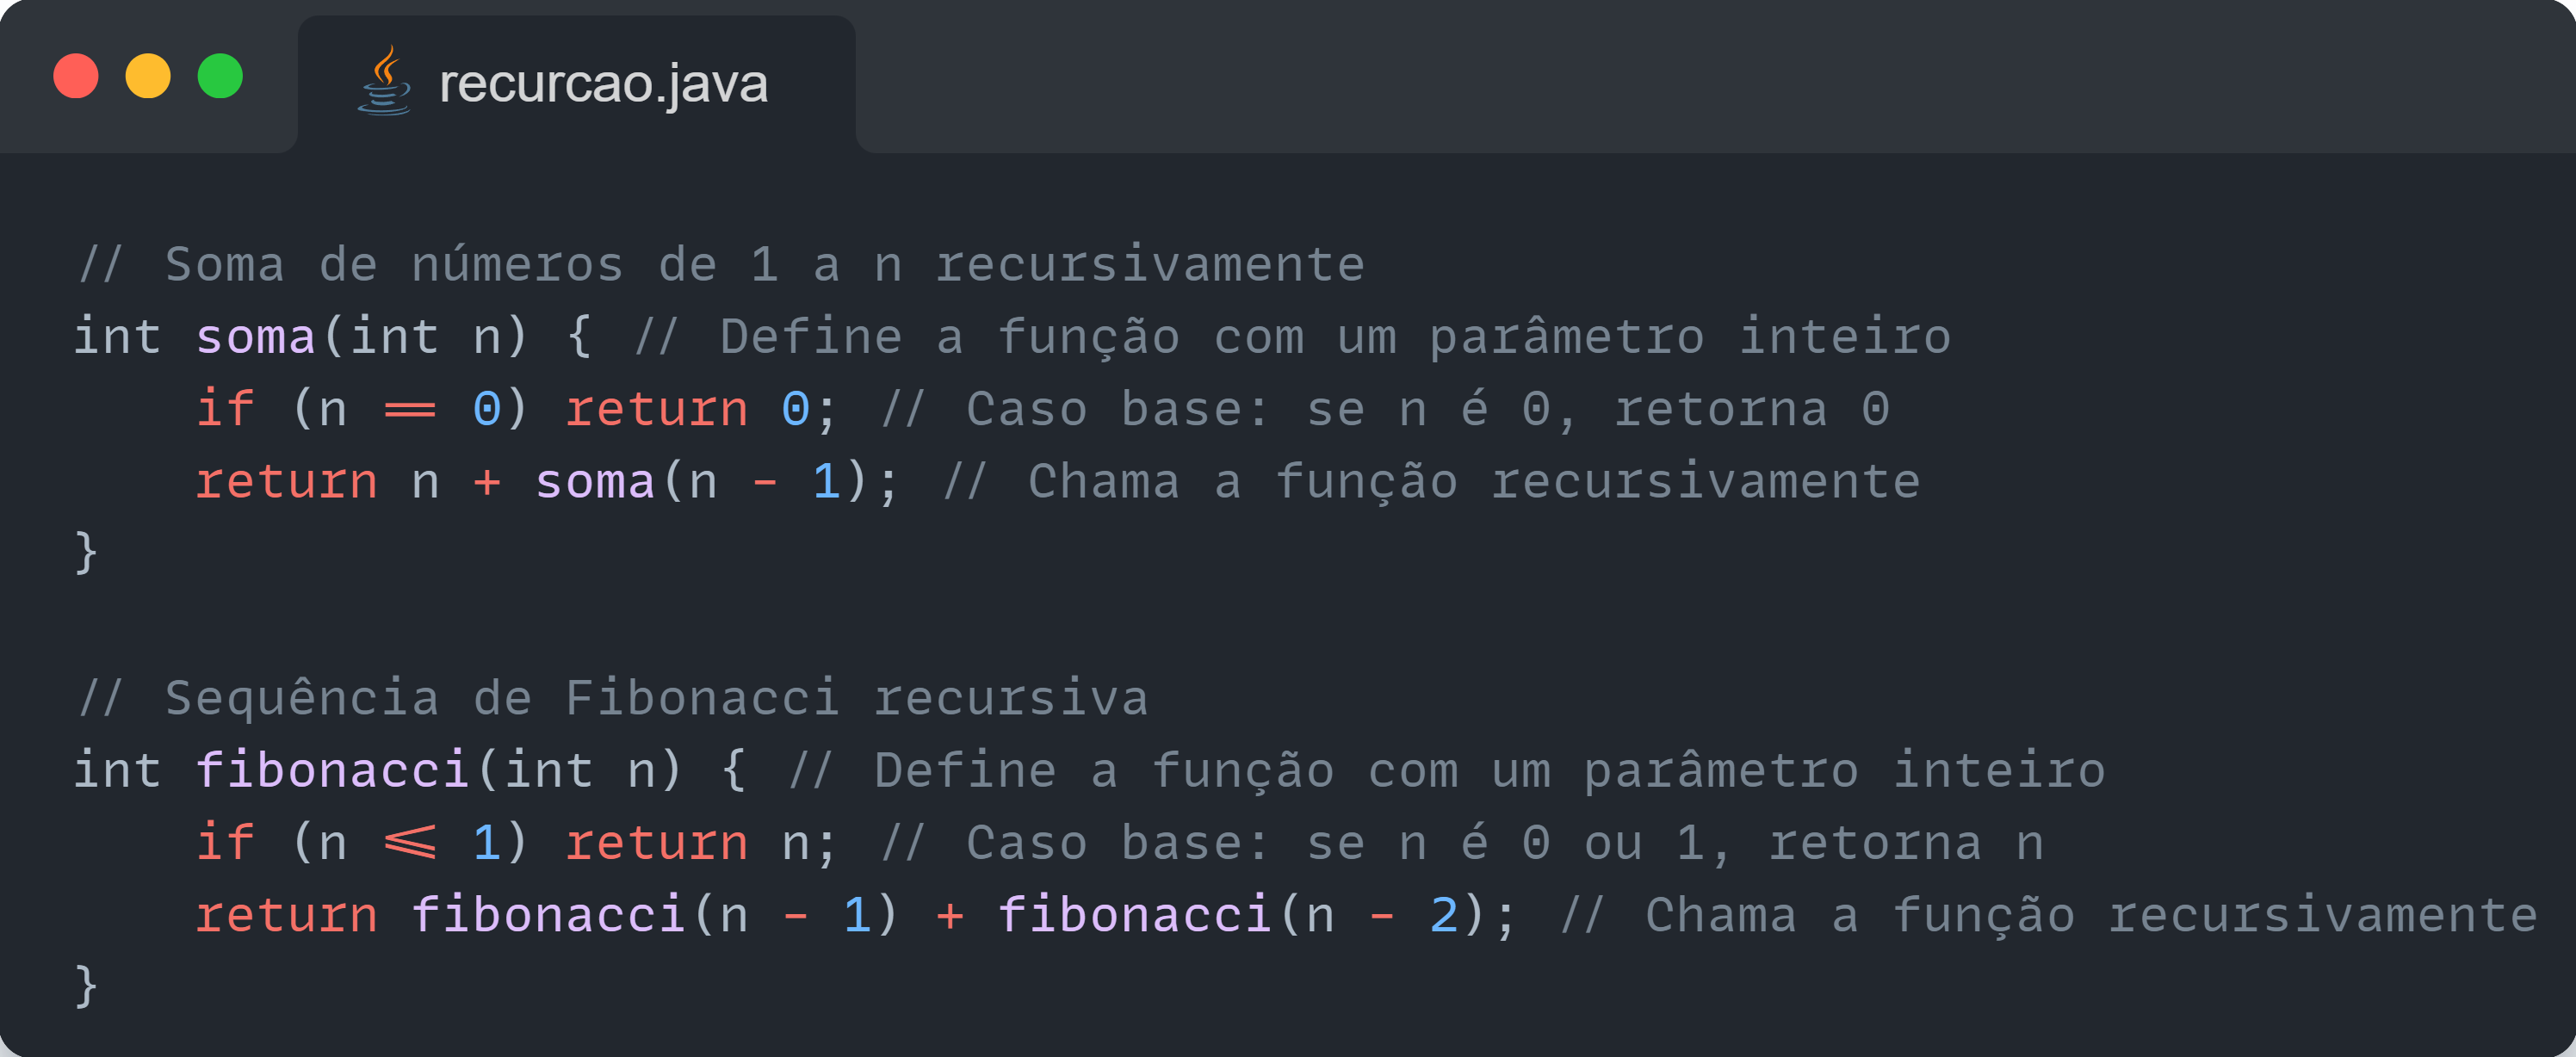 recurcao.java
// Soma de números de 1 a n recursivamente
int soma(int n) { // Define a função com um parâmetro inteiro
    if (n == 0) return 0; // Caso base: se n é 0, retorna 0
    return n + soma(n - 1); // Chama a função recursivamente
}
// Sequência de Fibonacci recursiva
int fibonacci(int n) { // Define a função com um parâmetro inteiro
    if (n <= 1) return n; // Caso base: se n é 0 ou 1, retorna n
    return fibonacci(n - 1) + fibonacci(n - 2); // Chama a função recursivamente
}